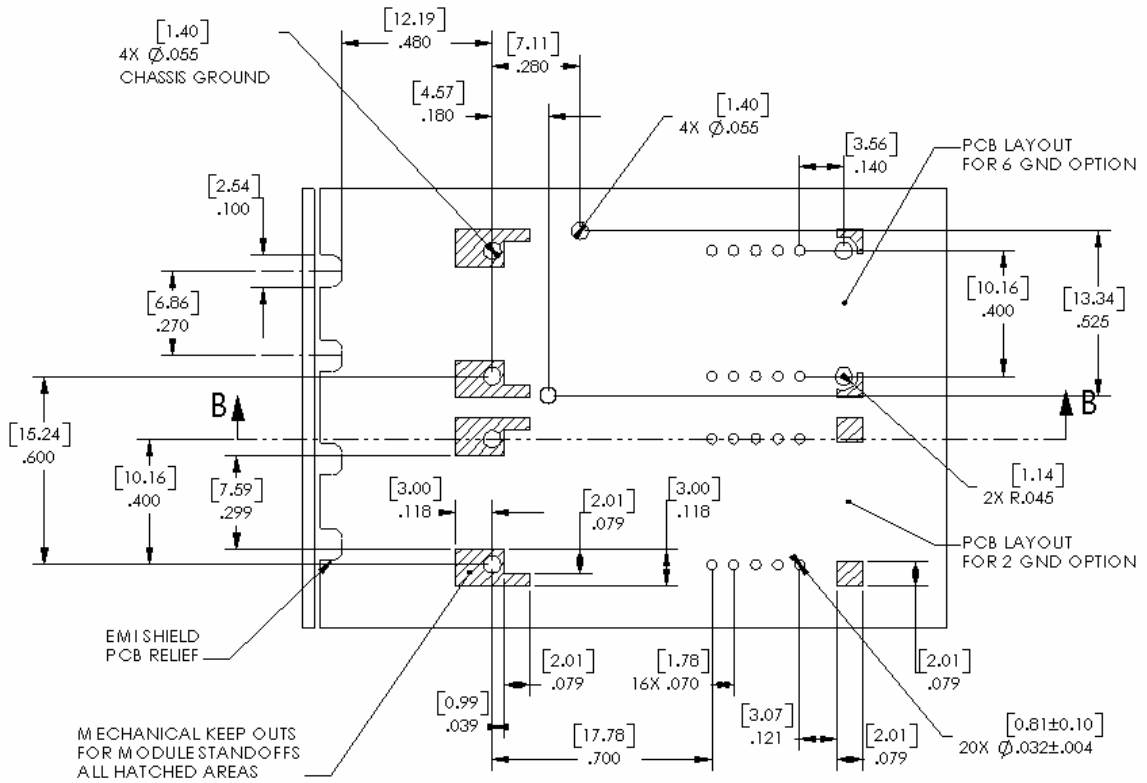 [12.19]
.480
[1.40]
4X Ø.055
CHASSIS GROUND
[7.11]
.280
[4.57]
.180
[1.40]
4X Ø.055
[3.56]
.140
PCB LAYOUT
FOR 6 GND OPTION
[2.54]
.100
[6.86]
.270
[10.16]
.400
[13.34]
.525
B
B
[15.24]
.600
[10.16]
.400
[7.59]
.299
[3.00]
.118
[2.01]
.079
[3.00]
.118
[1.14]
2X R.045
PCB LAYOUT
FOR 2 GND OPTION
EMI SHIELD
PCB RELIEF
[2.01]
.079
[1.78]
16X .070
[2.01]
.079
[0.99]
.039
[3.07]
.121
[0.81±0.10]
20X Ø.032±.004
MECHANICAL KEEP OUTS
FOR MODULE STANDOFFS
ALL HATCHED AREAS
[17.78]
.700
[2.01]
.079